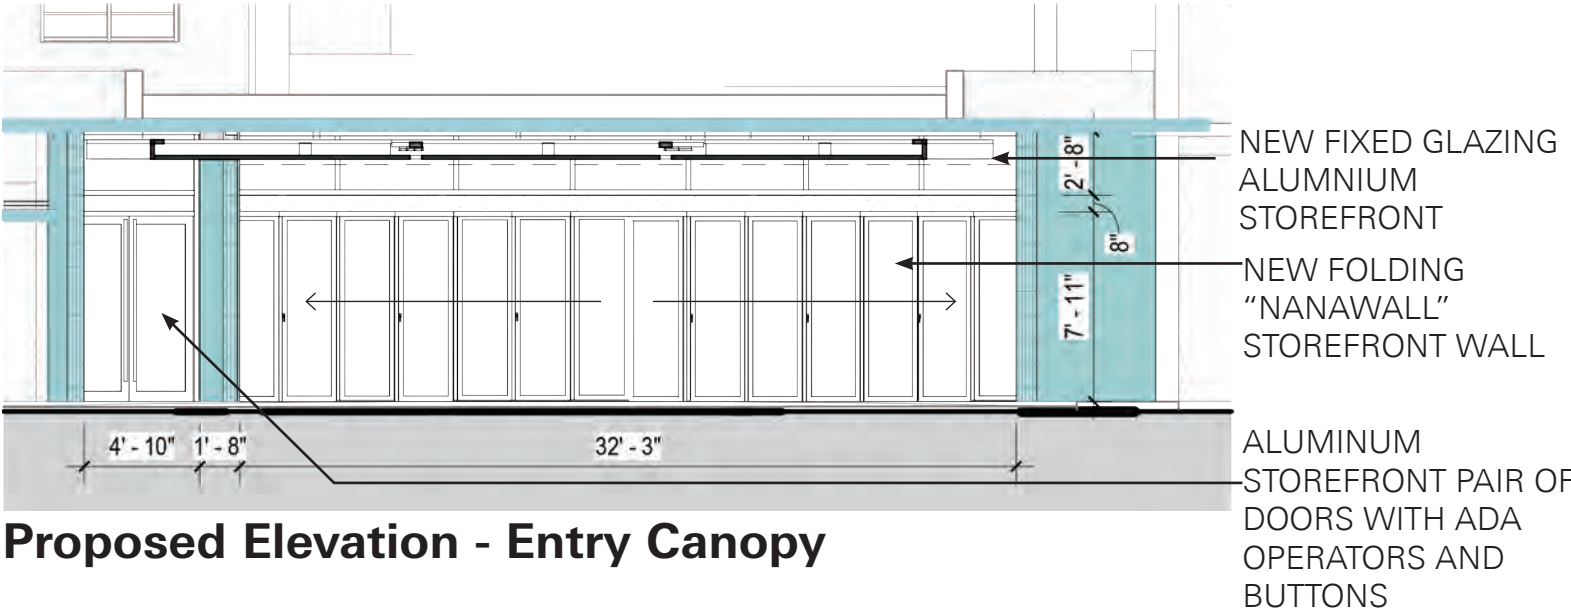 NEW FIXED GLAZING
ALUMNIUM
STOREFRONT
2' - 8"
8"
NEW FOLDING
“NANAWALL”
STOREFRONT WALL
7' - 11"
4' - 10"
1' - 8"
32' - 3"
ALUMINUM
STOREFRONT PAIR OF
DOORS WITH ADA
OPERATORS AND
BUTTONS
Proposed Elevation - Entry Canopy